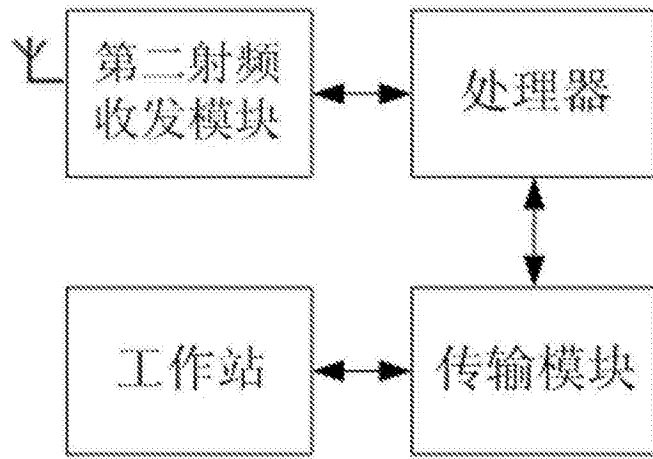 第二射频
收发模块
处理器
工作站
传输模块